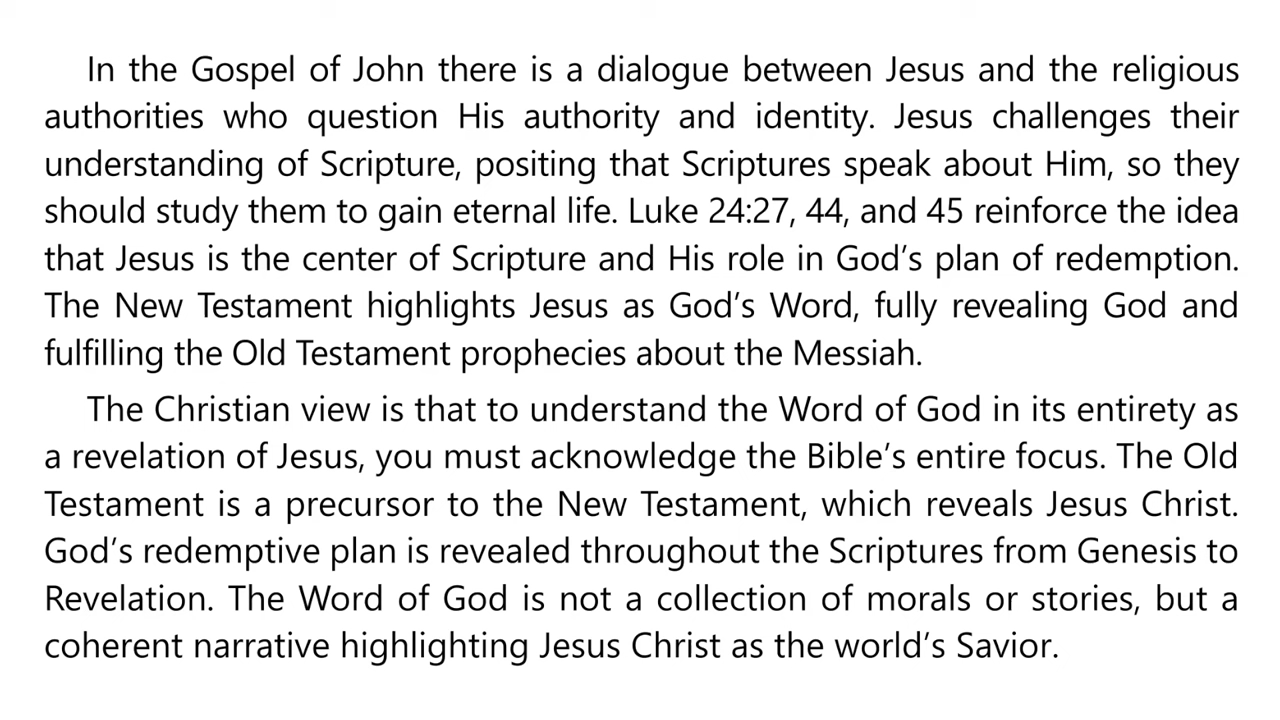 In the Gospel of John there is a dialogue between Jesus and the religious
authorities who question His authority and identity. Jesus challenges their
understanding of Scripture, positing that Scriptures speak about Him, so they
should study them to gain eternal life. Luke 24:27, 44, and 45 reinforce the idea
that Jesus is the center of Scripture and His role in God’s plan of redemption.
The New Testament highlights Jesus as God’s Word, fully revealing God and
fulfilling the Old Testament prophecies about the Messiah.
The Christian view is that to understand the Word of God in its entirety as
a revelation of Jesus, you must acknowledge the Bible’s entire focus. The Old
Testament is a precursor to the New Testament, which reveals Jesus Christ.
God’s redemptive plan is revealed throughout the Scriptures from Genesis to
Revelation. The Word of God is not a collection of morals or stories, but a
coherent narrative highlighting Jesus Christ as the world’s Savior.